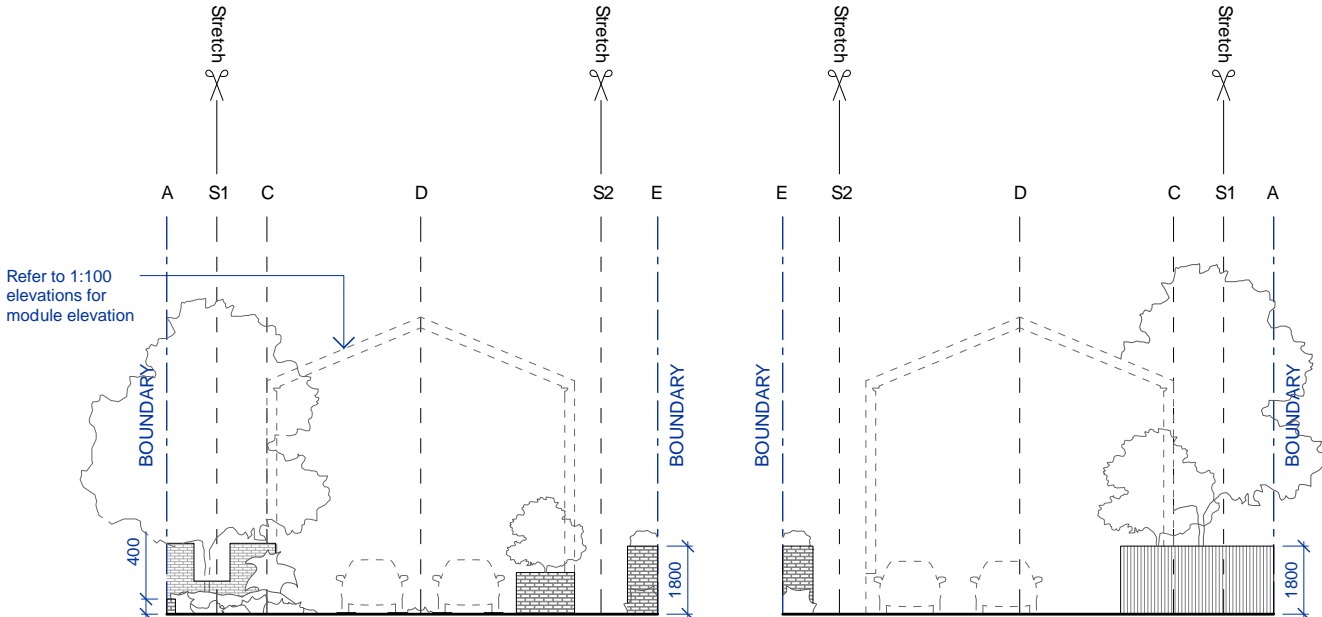 Stretch
Stretch
Stretch
Stretch
A S1 C D S2 E
E S2 D C S1 A
Refer to 1:100
elevations for
module elevation
BOUNDARY
BOUNDARY
BOUNDARY
BOUNDARY
400
1800
1800